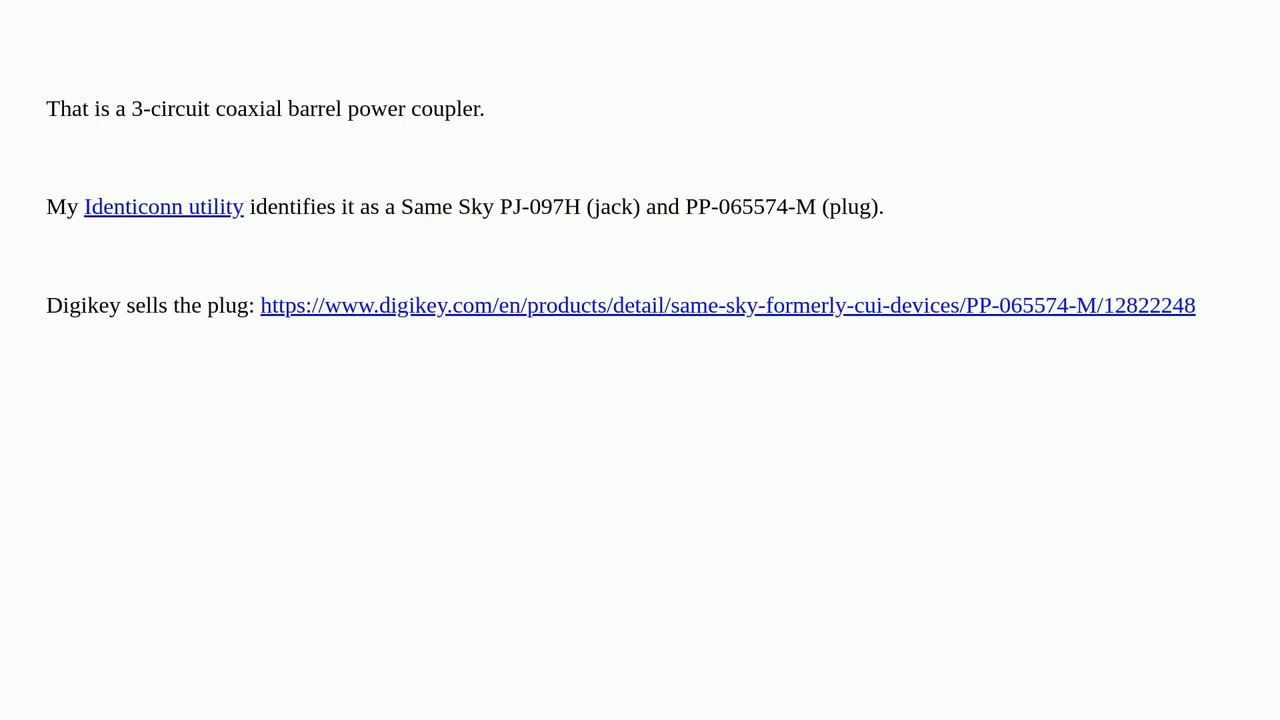 That is a 3-circuit coaxial barrel power coupler.
My Identiconn utility identifies it as a Same Sky PJ-097H (jack) and PP-065574-M (plug).
Digikey sells the plug: https://www.digikey.com/en/products/detail/same-sky-formerly-cui-devices/PP-065574-M/12822248